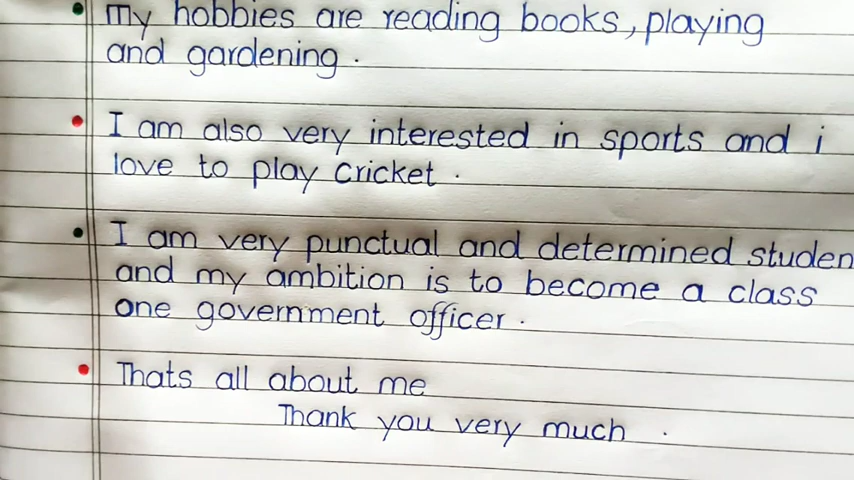 my hobbies are reading books, playing
and gardening.
I am also very interested in sports and i
love to play cricket.
I am very punctual and determined studen
and my ambition is to become a class
one government officer.
Thats all about me
Thank you very much.